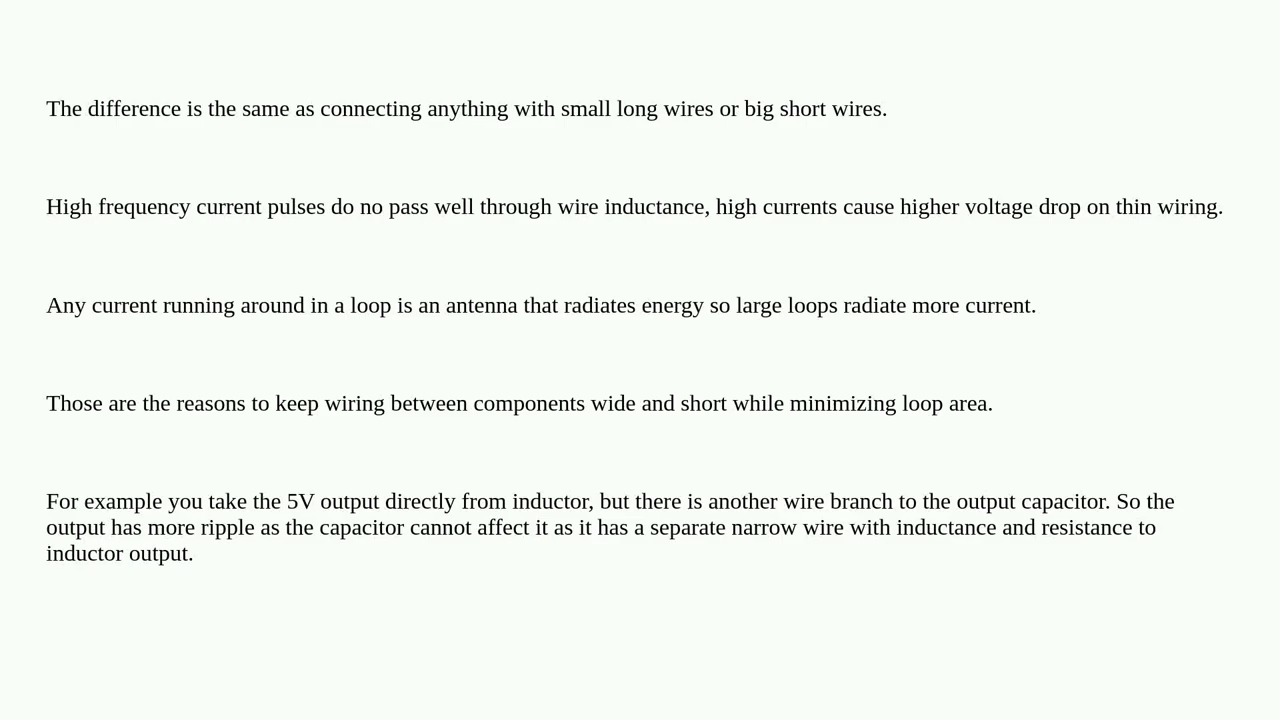 The difference is the same as connecting anything with small long wires or big short wires.
High frequency current pulses do no pass well through wire inductance, high currents cause higher voltage drop on thin wiring.
Any current running around in a loop is an antenna that radiates energy so large loops radiate more current.
Those are the reasons to keep wiring between components wide and short while minimizing loop area.
For example you take the 5V output directly from inductor, but there is another wire branch to the output capacitor. So the
output has more ripple as the capacitor cannot affect it as it has a separate narrow wire with inductance and resistance to
inductor output.